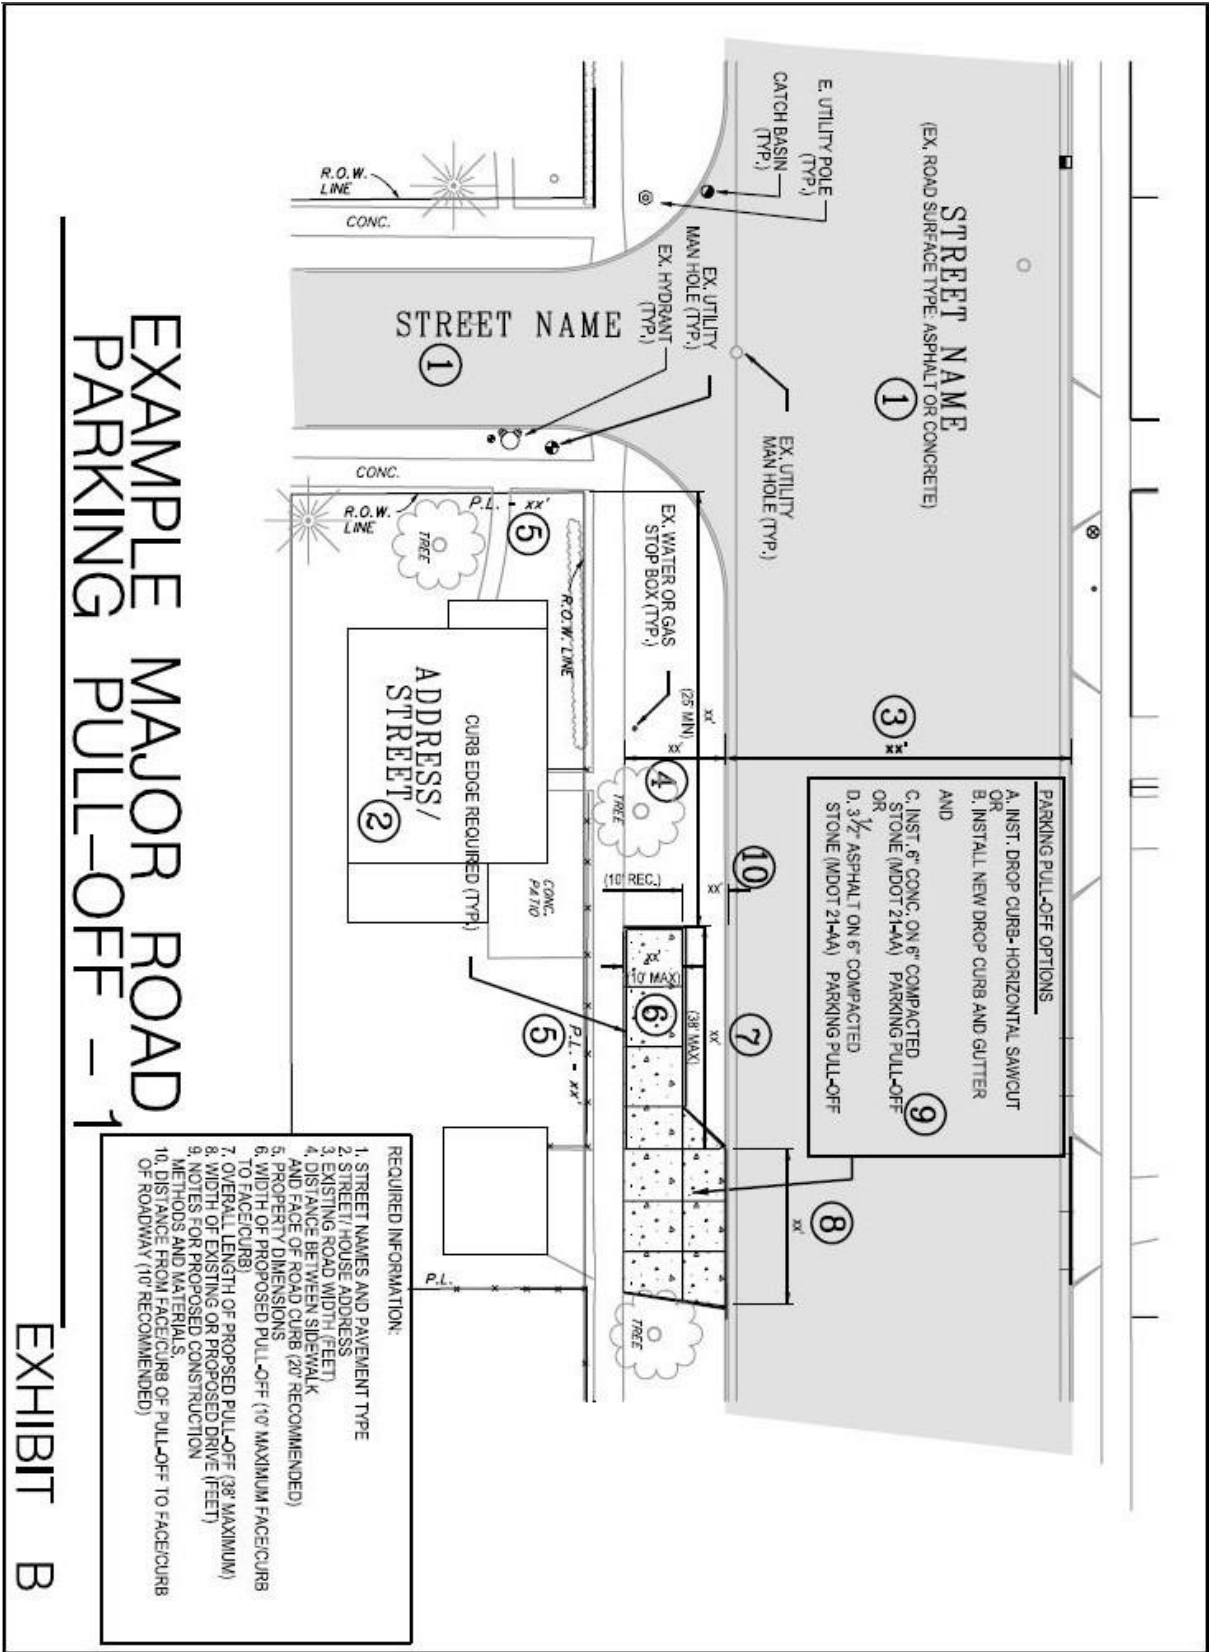 STREET NAME
(EX. ROAD SURFACE TYPE: ASPHALT OR CONCRETE)
1
E. UTILITY POLE
(TYP.)
CATCH BASIN
(TYP.)
EX. UTILITY
MAN HOLE (TYP.)
EX. UTILITY
MAN HOLE (TYP.)
EX. HYDRANT
(TYP.)
STREET NAME
1
R.O.W.
LINE
CONC.
CONC.
R.O.W.
LINE
P.L. - xx'
5
TREE
R.O.W. LINE
EX. WATER OR GAS
STOP BOX (TYP.)
xx'
(25' MIN)
3
xx'
xx'
4
TREE
ADDRESS/
STREET
2
CURB EDGE REQUIRED (TYP.)
CONC.
PATIO
(10' REC.)
xx'
10
xx'
(10' MAX)
6
xx'
(38' MAX)
7
5
P.L. - xx'
8
xx'
TREE
P.L.
PARKING PULL-OFF OPTIONS
A. INST. DROP CURB- HORIZONTAL SAWCUT
OR
B. INSTALL NEW DROP CURB AND GUTTER
AND
C. INST. 6" CONC. ON 6" COMPACTED
STONE (MDOT 21-AA) PARKING PULL-OFF
OR
D. 3 1/2" ASPHALT ON 6" COMPACTED
STONE (MDOT 21-AA) PARKING PULL-OFF
9
REQUIRED INFORMATION:
1. STREET NAMES AND PAVEMENT TYPE
2. STREET/ HOUSE ADDRESS
3. EXISTING ROAD WIDTH (FEET)
4. DISTANCE BETWEEN SIDEWALK
AND FACE OF ROAD CURB (20' RECOMMENDED)
5. PROPERTY DIMENSIONS
6. WIDTH OF PROPOSED PULL-OFF (10' MAXIMUM FACE/CURB
TO FACE/CURB)
7. OVERALL LENGTH OF PROPSED PULL-OFF (38' MAXIMUM)
8. WIDTH OF EXISTING OR PROPOSED DRIVE (FEET)
9. NOTES FOR PROPOSED CONSTRUCTION
METHODS AND MATERIALS.
10. DISTANCE FROM FACE/CURB OF PULL-OFF TO FACE/CURB
OF ROADWAY (10' RECOMMENDED)
EXAMPLE MAJOR ROAD
PARKING PULL-OFF - 1
EXHIBIT B